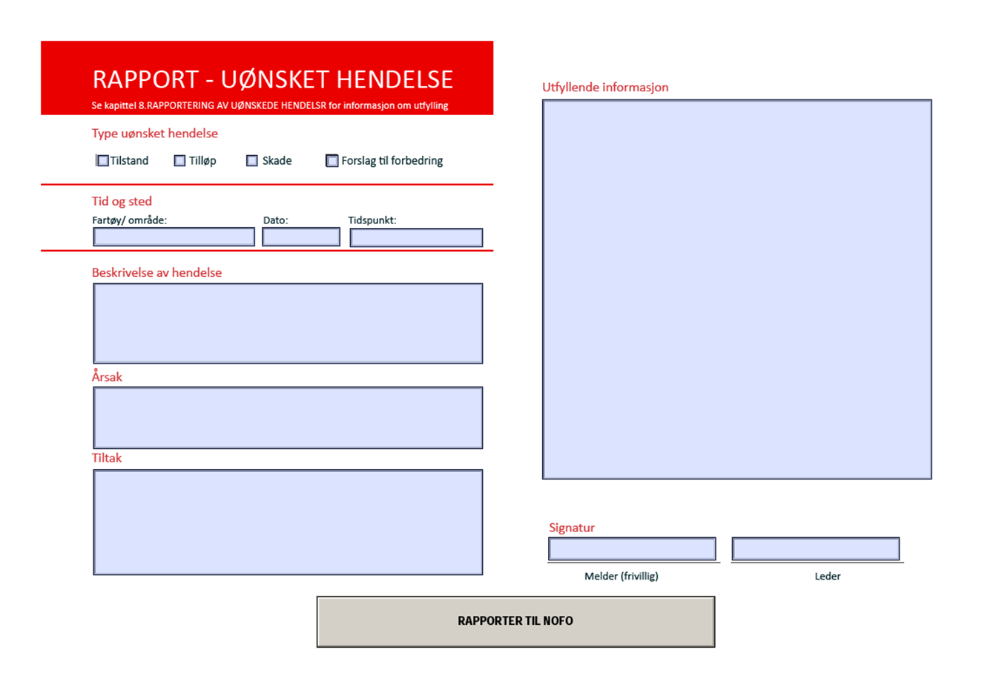 RAPPORT - UØNSKET HENDELSE
Se kapittel 8.RAPPORTERING AV UØNSKEDE HENDELSR for informasjon om utfylling
Type uønsket hendelse
Tilstand Tilløp Skade Forslag til forbedring
Tid og sted
Fartøy/ område: Dato: Tidspunkt:
Beskrivelse av hendelse
Årsak
Tiltak
Utfyllende informasjon
Signatur
Melder (frivillig) Leder
RAPPORTER TIL NOFO